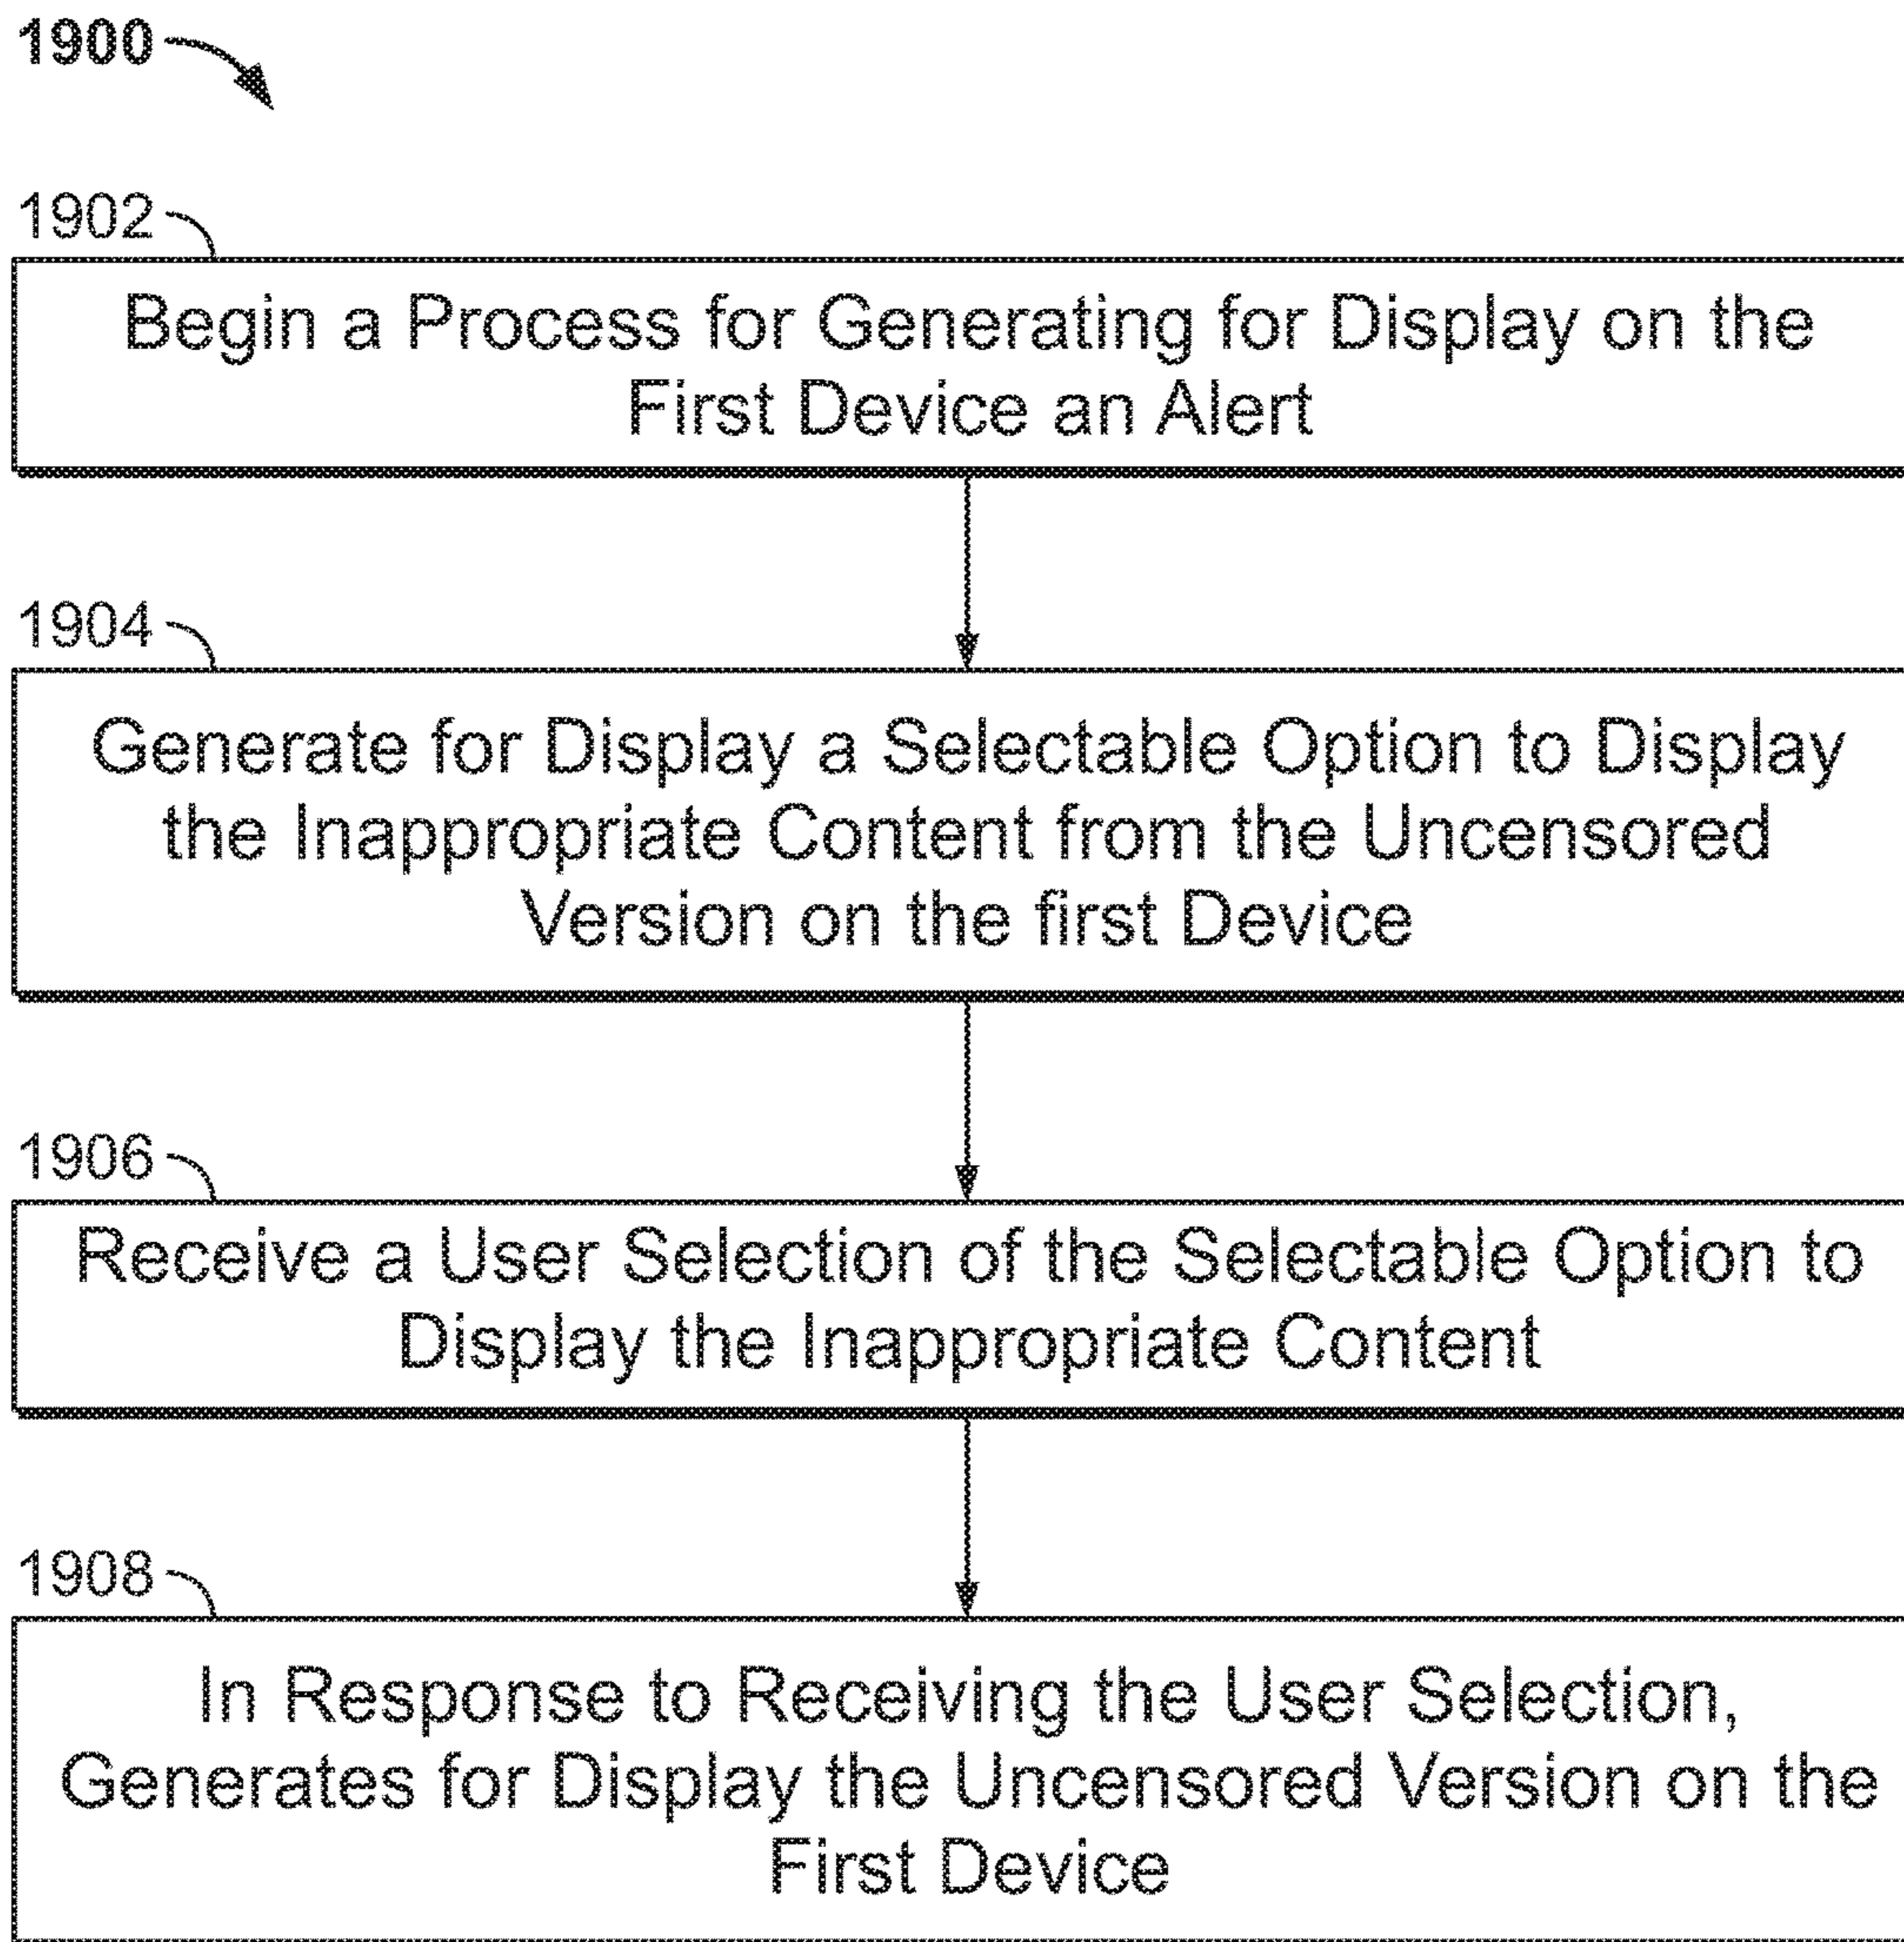 1900
1902
Begin a Process for Generating for Display on the
First Device an Alert
1904
Generate for Display a Selectable Option to Display
the Inappropriate Content from the Uncensored
Version on the first Device
1906
Receive a User Selection of the Selectable Option to
Display the Inappropriate Content
1908
In Response to Receiving the User Selection,
Generates for Display the Uncensored Version on the
First Device